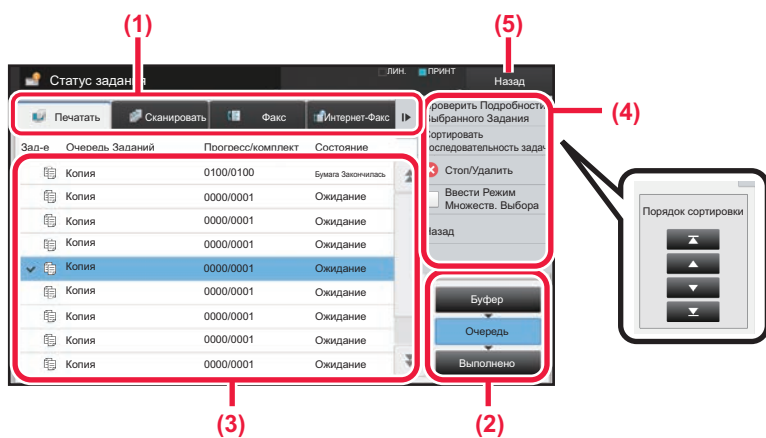 (1)
(5)
Статус задания
ЛИН.
ПРИНТ
Назад
Печатать
Сканировать
Факс
Интернет-Факс
(4)
Проверить Подробности
Выбранного Задания
Сортировать
последовательность задач
Стоп/Удалить
Ввести Режим
Множеств. Выбора
Назад
Зад-е Очередь Заданий Прогресс/комплект Состояние
Копия 0100/0100 Бумага Закончилась
Копия 0000/0001 Ожидание
Копия 0000/0001 Ожидание
Копия 0000/0001 Ожидание
Копия 0000/0001 Ожидание
Копия 0000/0001 Ожидание
Копия 0000/0001 Ожидание
Копия 0000/0001 Ожидание
Копия 0000/0001 Ожидание
Порядок сортировки
Буфер
Очередь
Выполнено
(3)
(2)